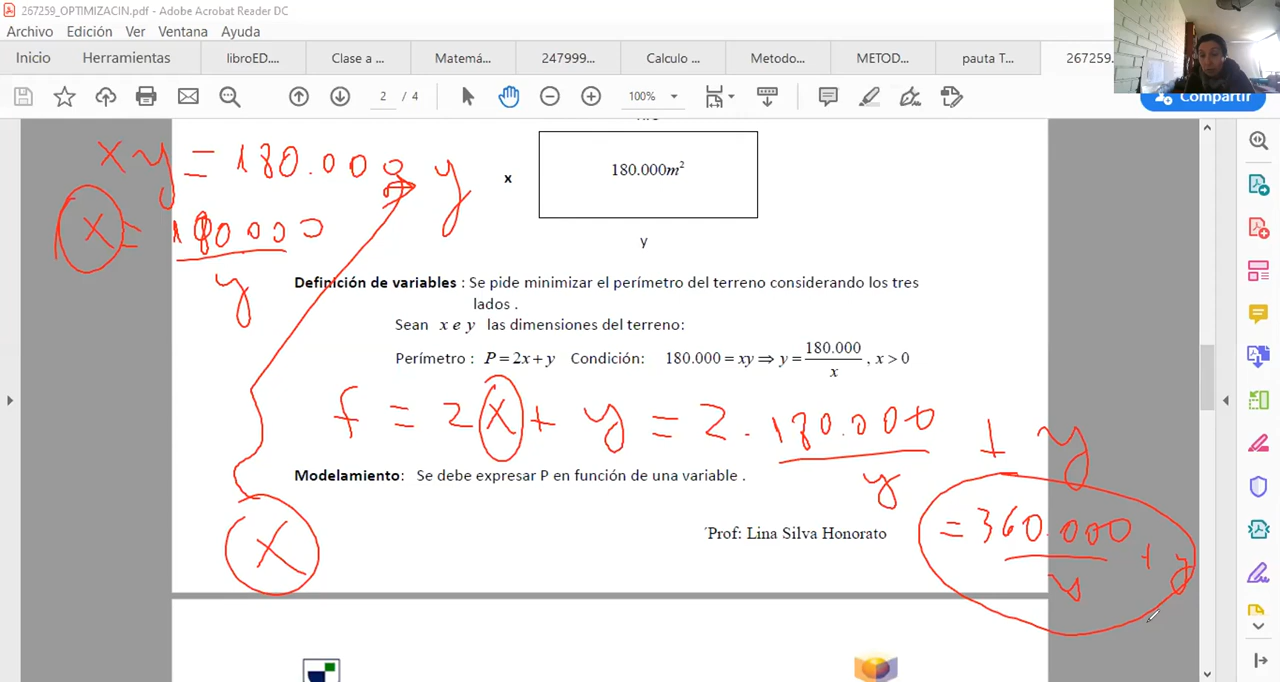 267259_OPTIMIZACIN.pdf - Adobe Acrobat Reader DC
Archivo Edición Ver Ventana Ayuda
Inicio Herramientas libroED.... Clase a ... Matemá... 247999... Calculo ... Metodo... METOD... pauta T... 267259...
2 / 4 100% Compartir
xy = 180.000 y
x 180.000m²
x = 180000/y
y
Definición de variables : Se pide minimizar el perímetro del terreno considerando los tres
lados .
Sean x e y las dimensiones del terreno:
Perímetro : P = 2x + y Condición: 180.000 = xy ⇒ y = 180.000/x , x > 0
f = 2x + y = 2 · 180.000/y + y
Modelamiento: Se debe expresar P en función de una variable .
= 360.000/y + y
x
´Prof: Lina Silva Honorato